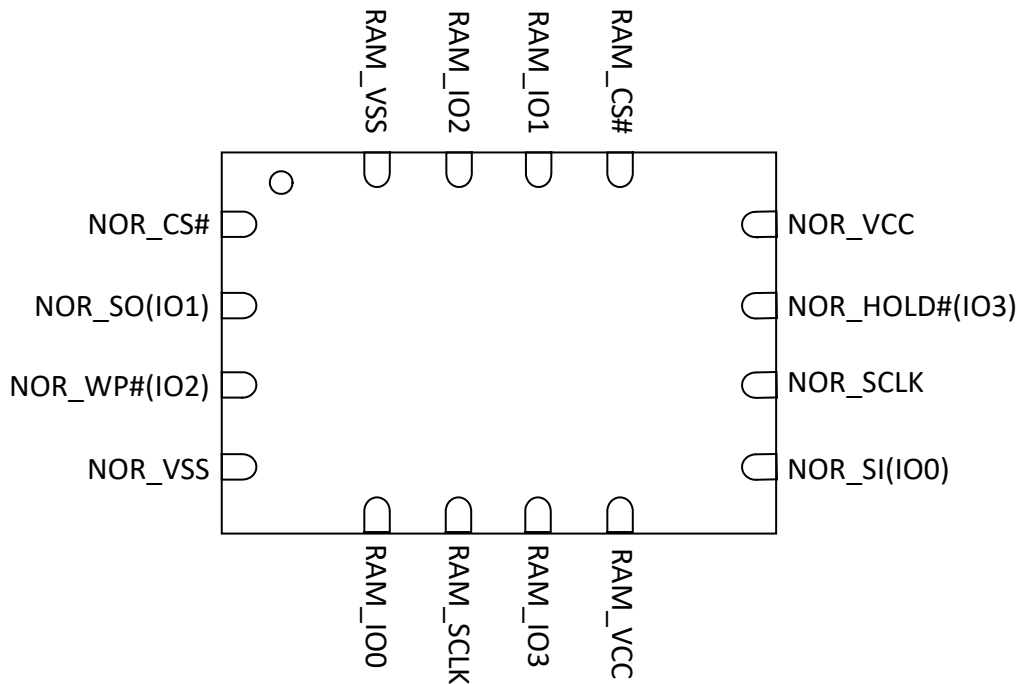 RAM_VSS
RAM_IO2
RAM_IO1
RAM_CS#
NOR_CS#
NOR_VCC
NOR_SO(IO1)
NOR_HOLD#(IO3)
NOR_WP#(IO2)
NOR_SCLK
NOR_VSS
NOR_SI(IO0)
RAM_IO0
RAM_SCLK
RAM_IO3
RAM_VCC